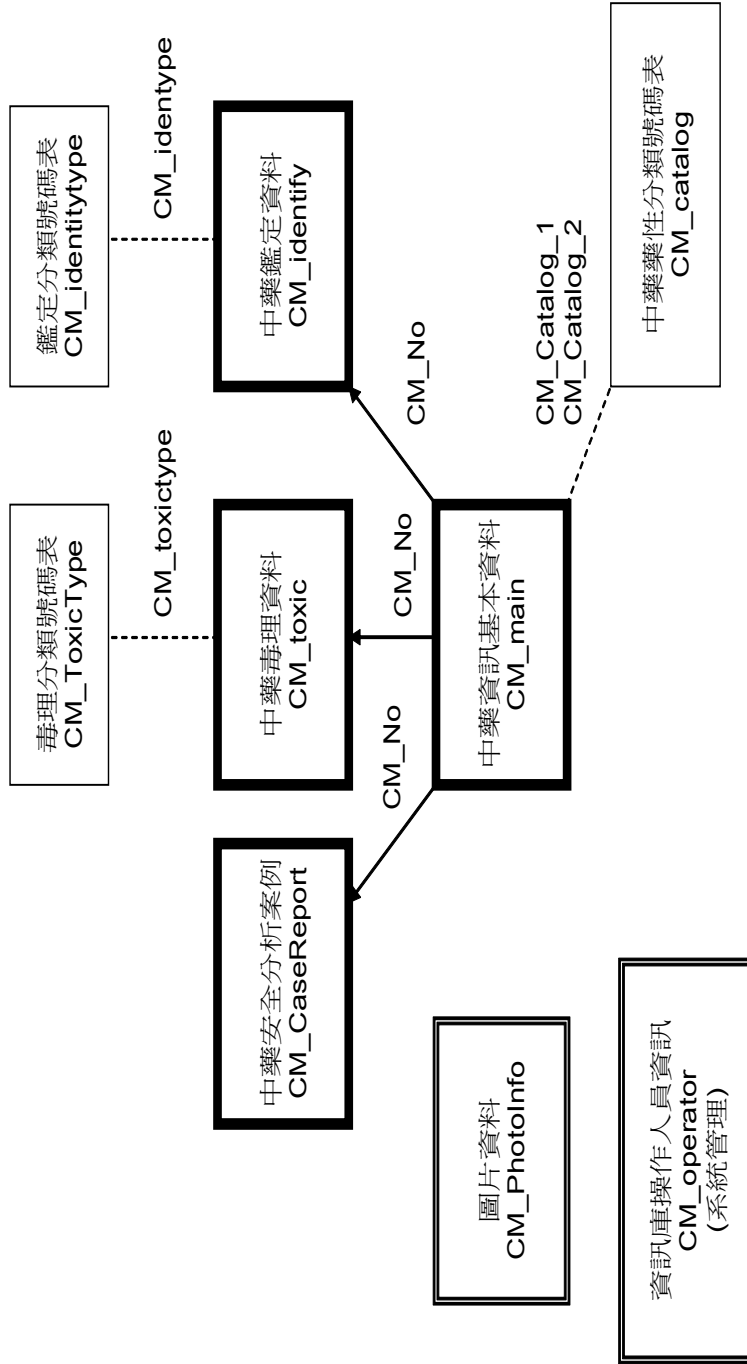 毒理分類號碼表
CM_ToxicType
鑑定分類號碼表
CM_identitytype
CM_toxictype
CM_identype
中藥安全分析案例
CM_CaseReport
中藥毒理資料
CM_toxic
中藥鑑定資料
CM_identify
CM_No
CM_No
CM_No
圖片資料
CM_PhotoInfo
中藥資訊基本資料
CM_main
CM_Catalog_1
CM_Catalog_2
資訊庫操作人員資訊
CM_operator
(系統管理)
中藥藥性分類號碼表
CM_catalog